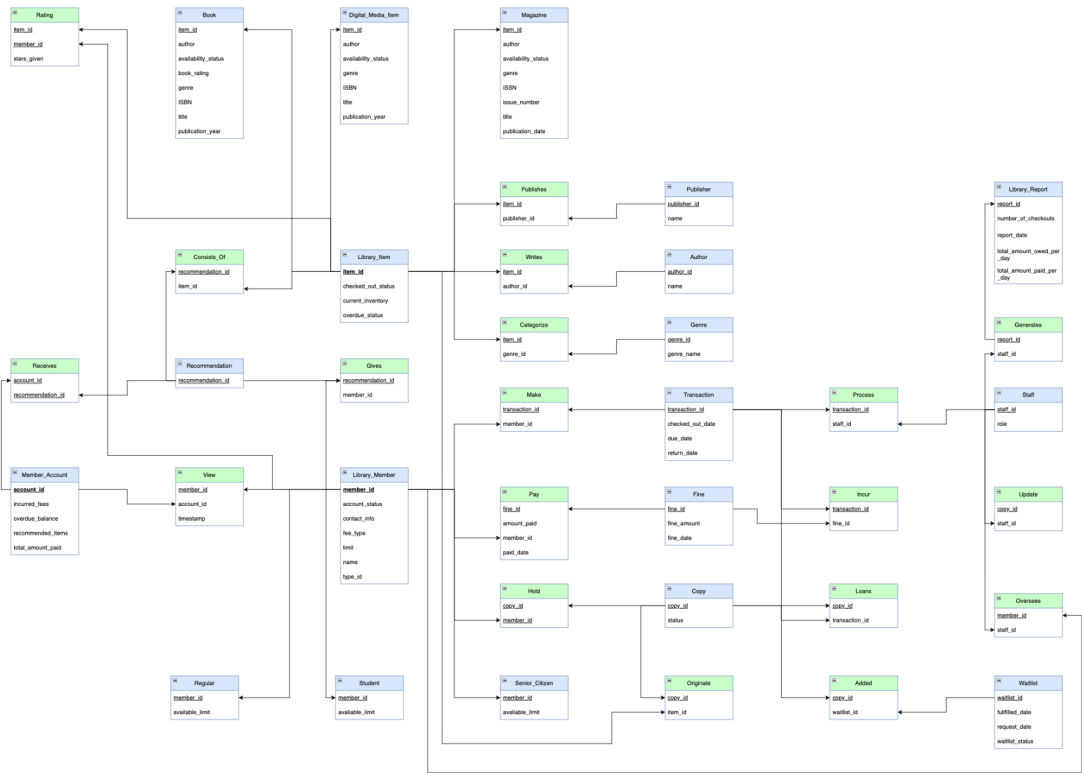 Rating
item_id
member_id
stars_given
Book
item_id
author
availability_status
book_rating
genre
ISBN
title
publication_year
Digital_Media_Item
item_id
author
availability_status
genre
ISBN
title
publication_year
Magazine
item_id
author
availability_status
genre
ISSN
issue_number
title
publication_date
Publishes
item_id
publisher_id
Publisher
publisher_id
name
Library_Report
report_id
number_of_checkouts
report_date
total_amount_owed_per
_day
total_amount_paid_per
_day
Consists_Of
recommendation_id
item_id
Library_Item
item_id
checked_out_status
current_inventory
overdue_status
Writes
item_id
author_id
Author
author_id
name
Categorize
item_id
genre_id
Genre
genre_id
genre_name
Generates
report_id
staff_id
Receives
account_id
recommendation_id
Recommendation
recommendation_id
Gives
recommendation_id
member_id
Make
transaction_id
member_id
Transaction
transaction_id
checked_out_date
due_date
return_date
Process
transaction_id
staff_id
Staff
staff_id
role
Member_Account
account_id
incurred_fees
overdue_balance
recommended_items
total_amount_paid
View
member_id
account_id
timestamp
Library_Member
member_id
account_status
contact_info
fee_type
limit
name
type_id
Pay
fine_id
amount_paid
member_id
paid_date
Fine
fine_id
fine_amount
fine_date
Incur
transaction_id
fine_id
Update
copy_id
staff_id
Hold
copy_id
member_id
Copy
copy_id
status
Loans
copy_id
transaction_id
Oversees
member_id
staff_id
Regular
member_id
available_limit
Student
member_id
available_limit
Senior_Citizen
member_id
available_limit
Originate
copy_id
item_id
Added
copy_id
waitlist_id
Waitlist
waitlist_id
fullfilled_date
request_date
waitlist_status